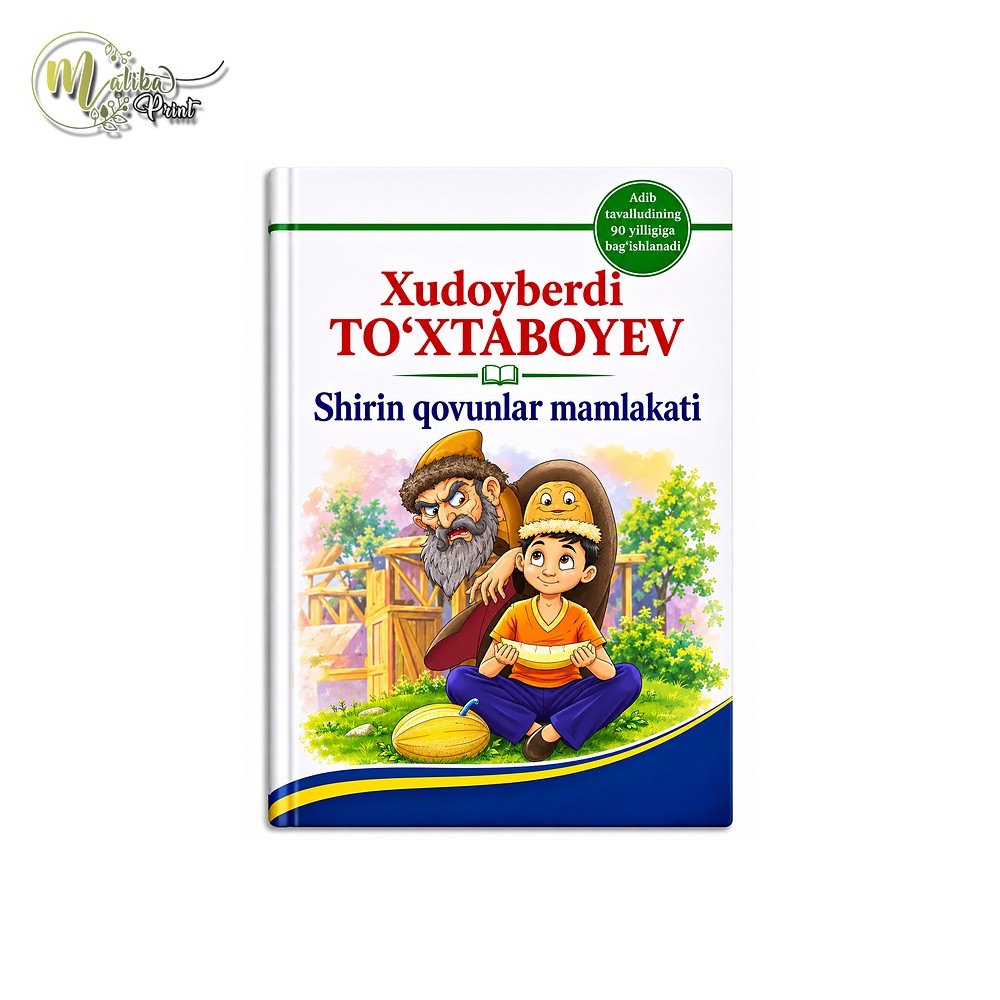 Malika
Print
Adib
tavalludining
90 yilligiga
bag‘ishlanadi
Xudoyberdi
TO‘XTABOYEV
Shirin qovunlar mamlakati